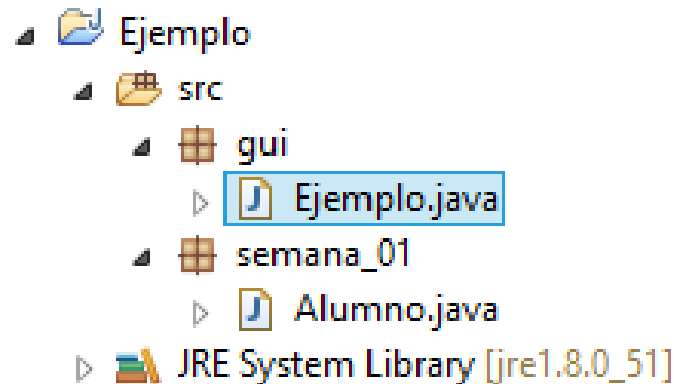 Ejemplo
src
gui
Ejemplo.java
semana_01
Alumno.java
JRE System Library [jre1.8.0_51]